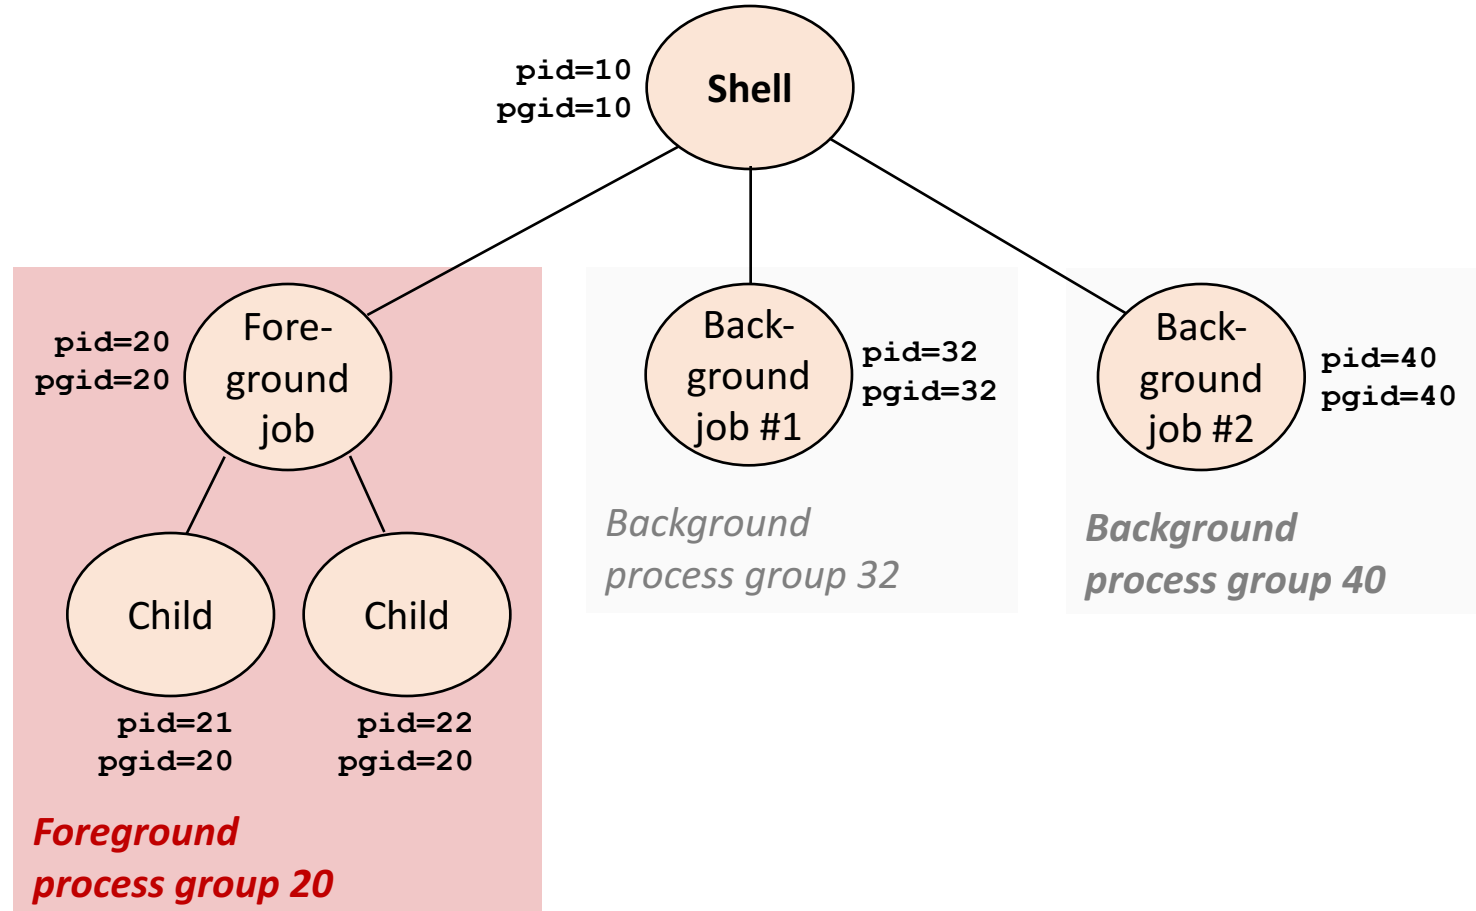 pid=10
pgid=10
Shell
pid=20
pgid=20
Fore-
ground
job
Back-
ground
job #1
pid=32
pgid=32
Back-
ground
job #2
pid=40
pgid=40
Child
Child
pid=21
pgid=20
pid=22
pgid=20
Foreground
process group 20
Background
process group 32
Background
process group 40